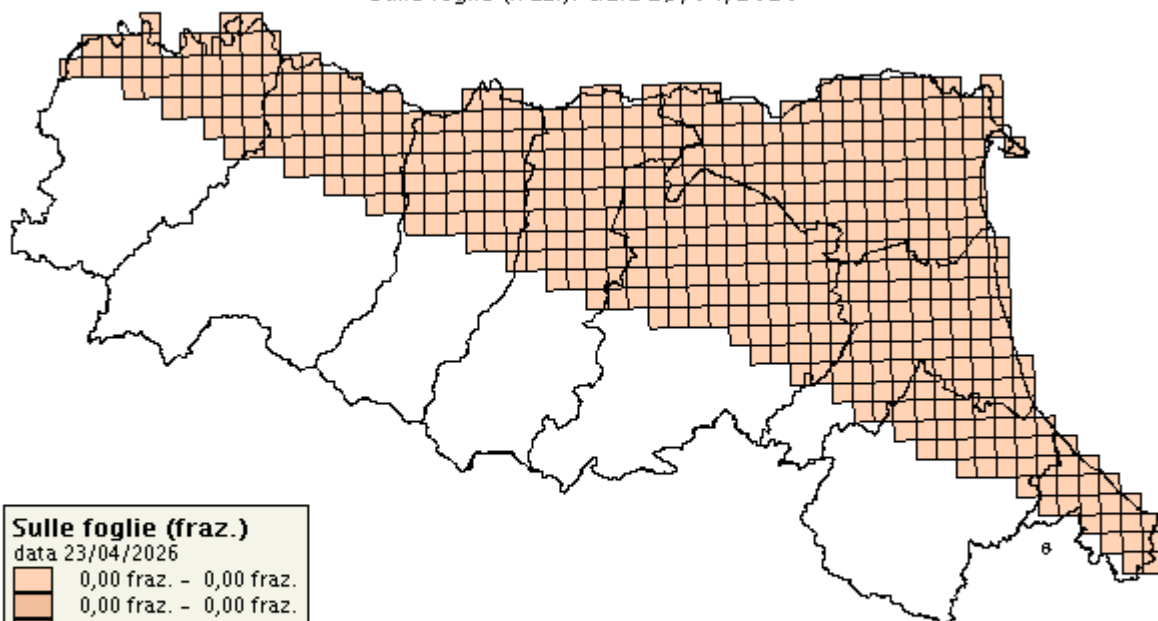 Sulle foglie (fraz.)
data 23/04/2026
0,00 fraz. - 0,00 fraz.
0,00 fraz. - 0,00 fraz.